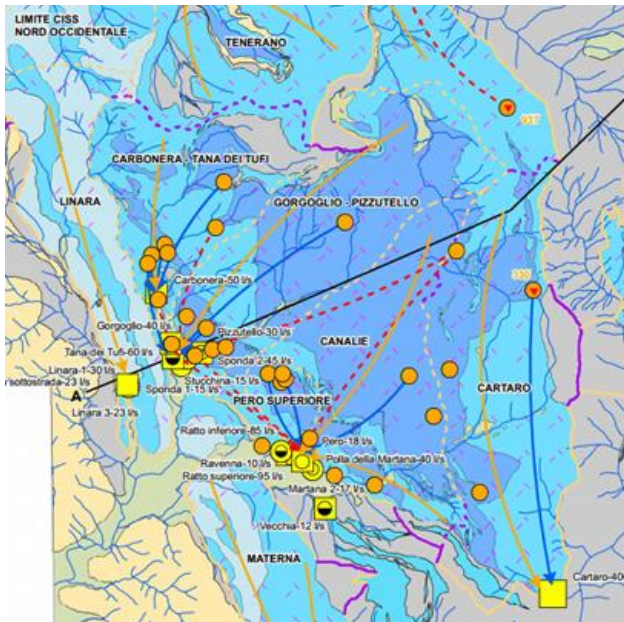 LIMITE CISS
NORD OCCIDENTALE
TENERANO
CARBONERA - TANA DEI TUFI
LINARA
GORGOGLIO - PIZZUTELLO
Carbonera-50 l/s
Gorgoglio-40 l/s
Pizzutello-30 l/s
Tana dei Tufi-60 l/s
Sponda 2-45 l/s
Linara 1-30 l/s
Stucchina-15 l/s
sottostrada-23 l/s
Sponda 1-15 l/s
A
Linara 3-23 l/s
CANALIE
CARTARO
PERO SUPERIORE
Ratto inferiore-85 l/s
Pero-18 l/s
Ravenna-10 l/s
Polla della Martana-40 l/s
Ratto superiore-95 l/s
Martana 2-17 l/s
Vecchia-12 l/s
MATERNA
Cartaro-400